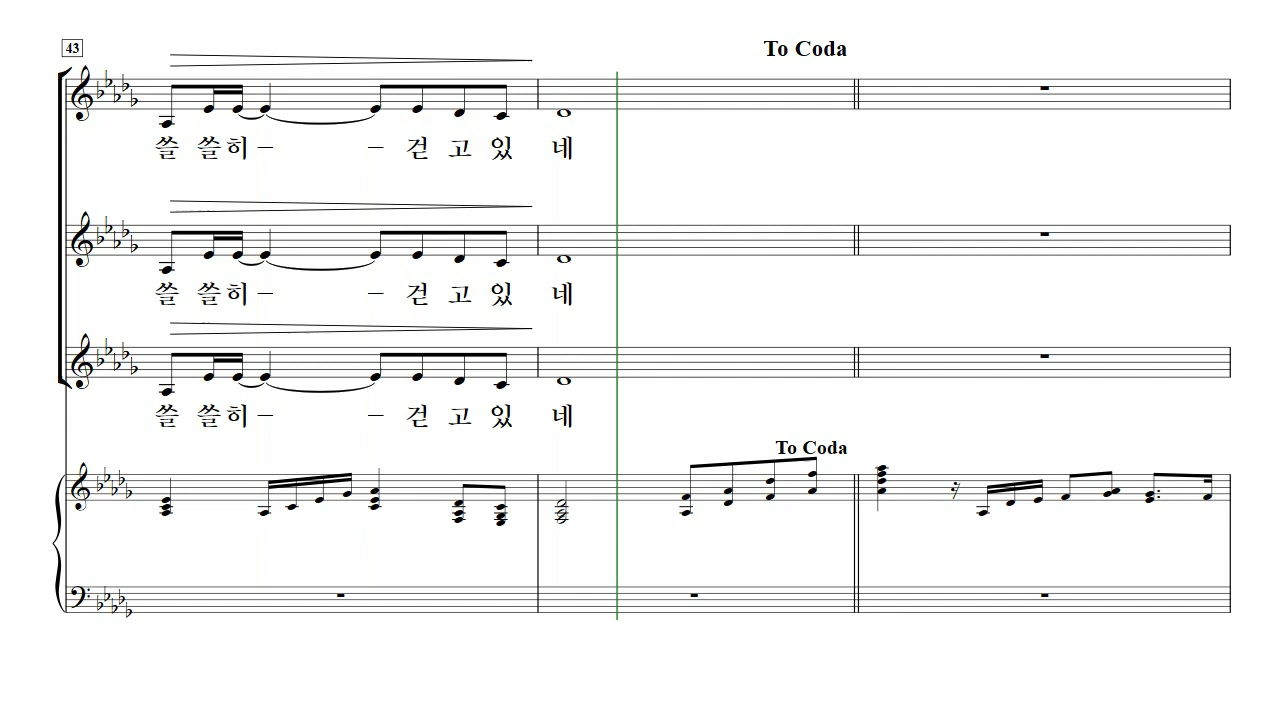 43
To Coda
쓸 쓸히– – 걷 고 있 네
쓸 쓸히– – 걷 고 있 네
쓸 쓸히– – 걷 고 있 네
To Coda